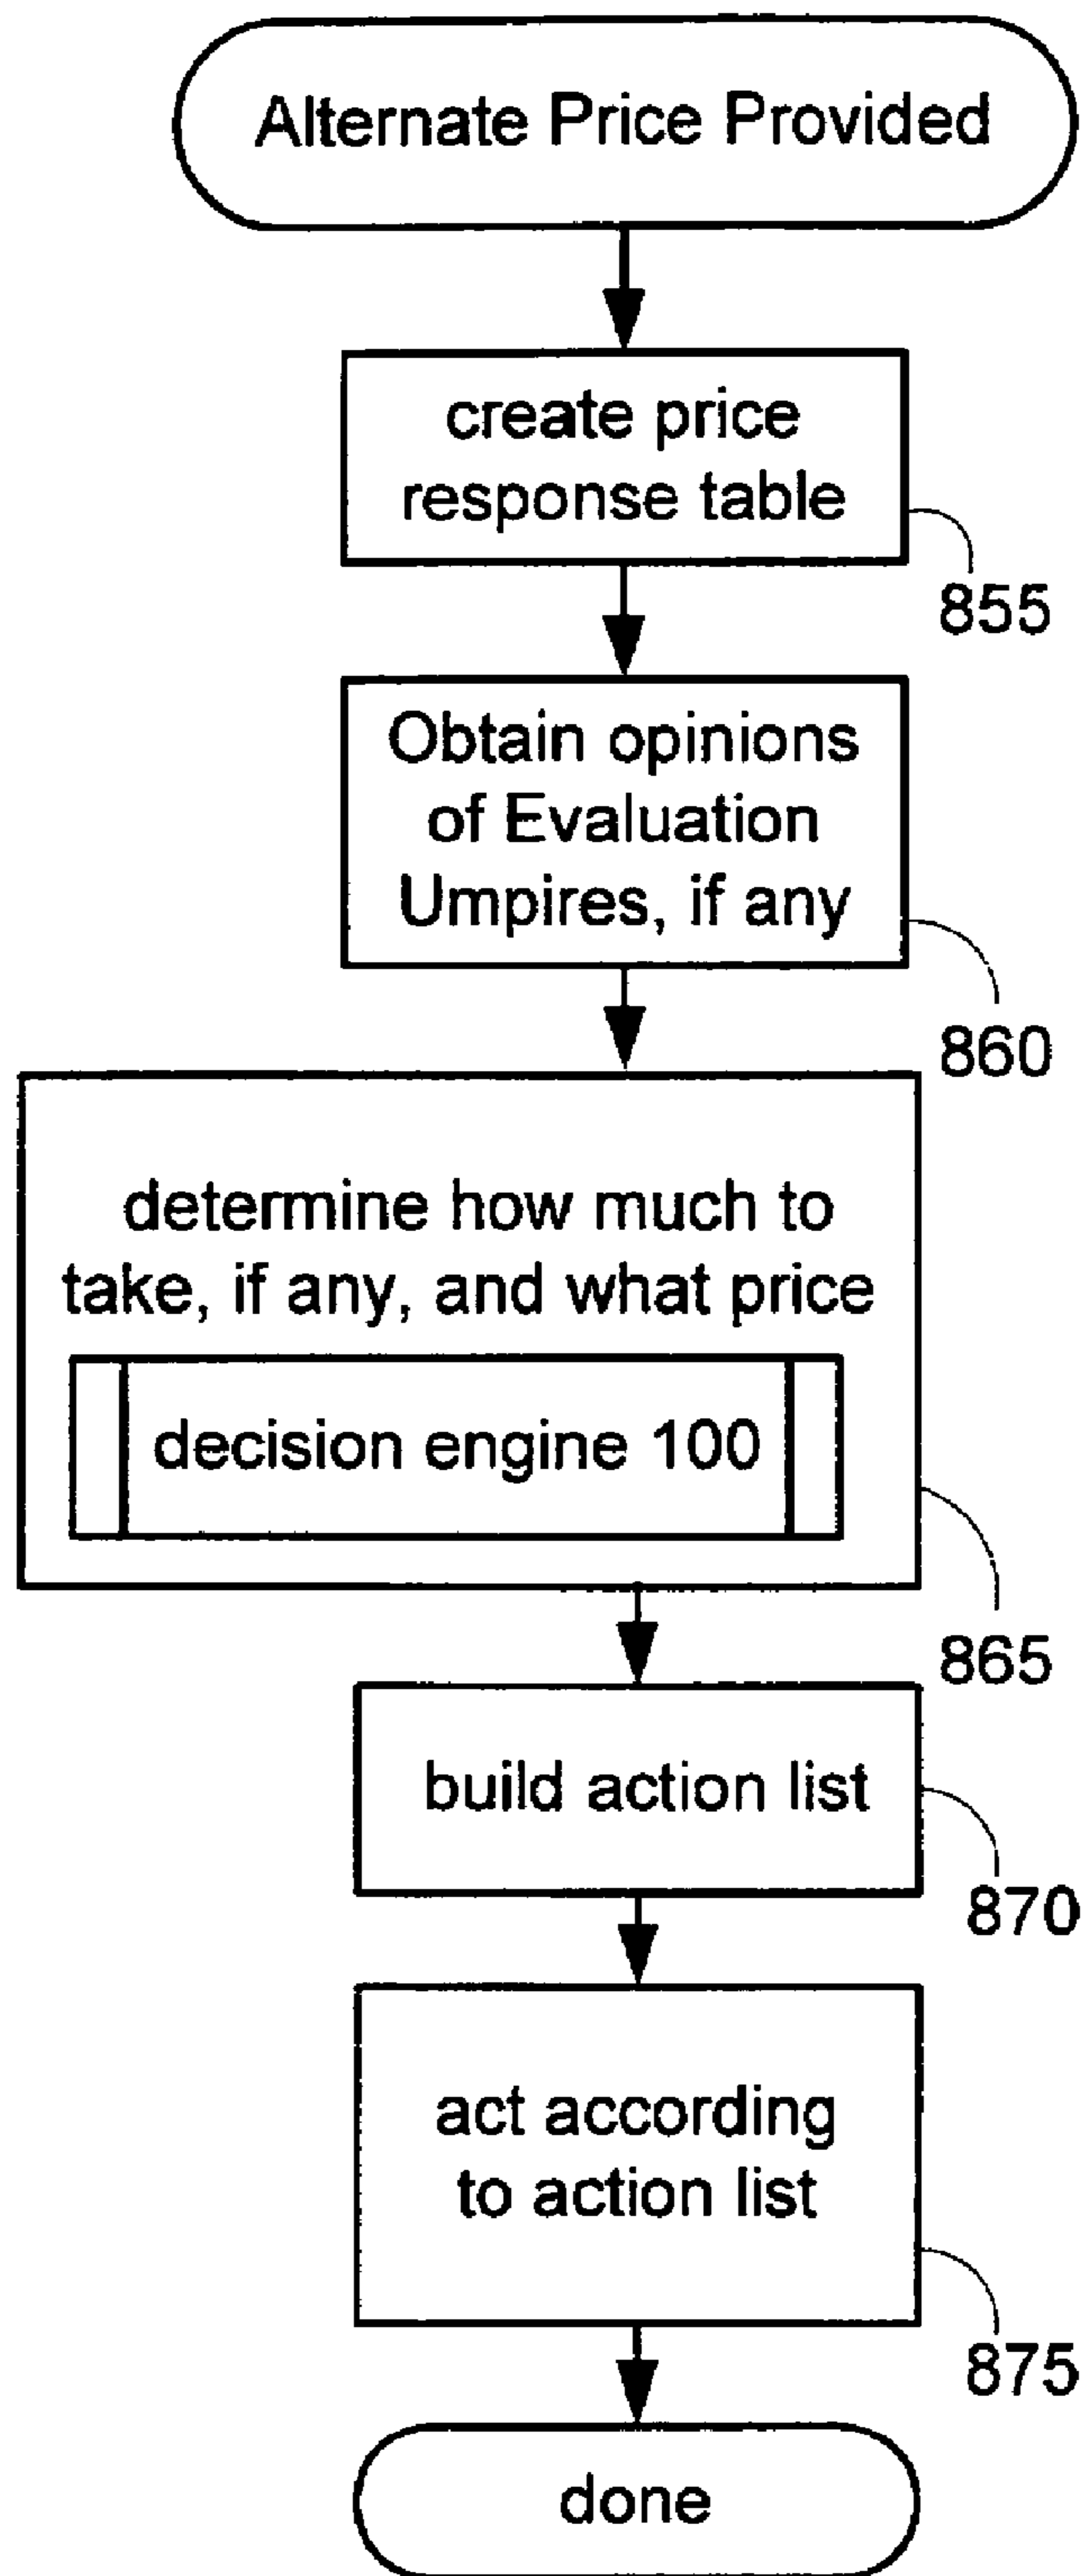 Alternate Price Provided
create price
response table
855
Obtain opinions
of Evaluation
Umpires, if any
860
determine how much to
take, if any, and what price
decision engine 100
865
build action list
870
act according
to action list
875
done